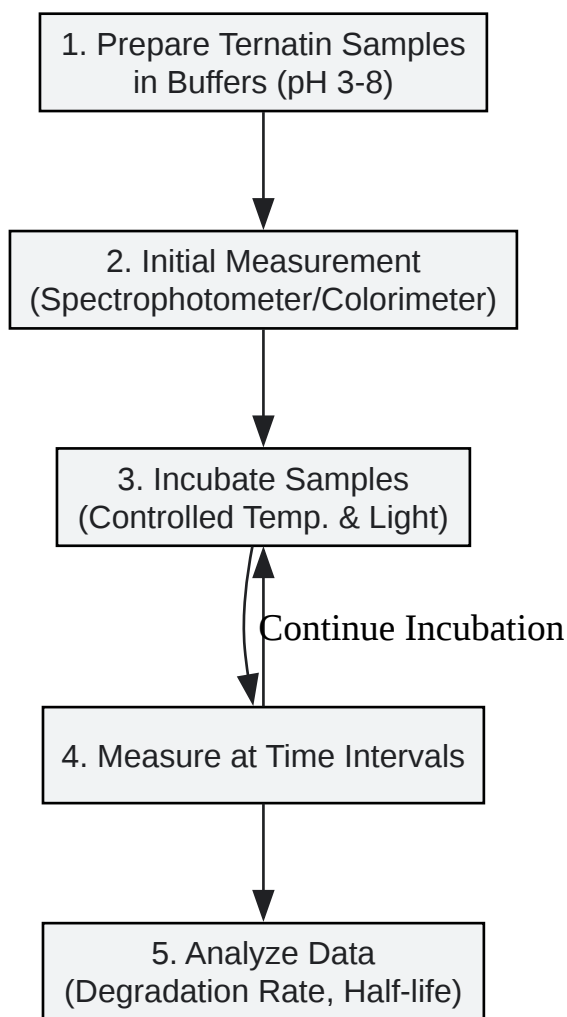 1. Prepare Ternatin Samples
in Buffers (pH 3-8)
2. Initial Measurement
(Spectrophotometer/Colorimeter)
3. Incubate Samples
(Controlled Temp. & Light)
Continue Incubation
4. Measure at Time Intervals
5. Analyze Data
(Degradation Rate, Half-life)